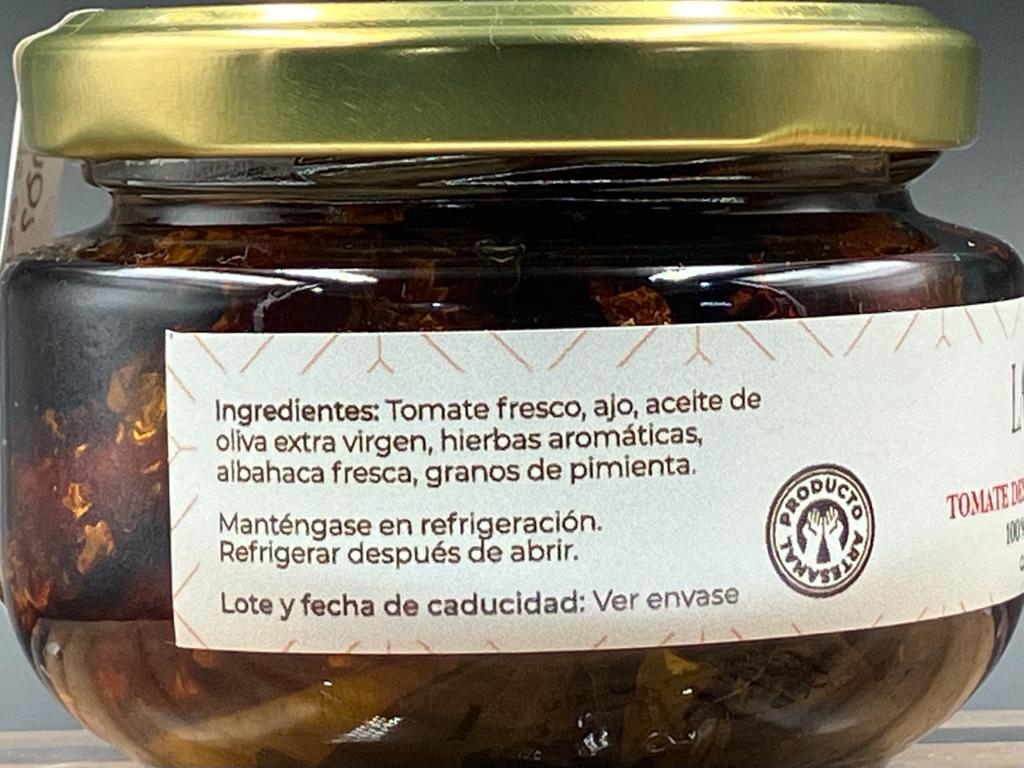 Ingredientes: Tomate fresco, ajo, aceite de
oliva extra virgen, hierbas aromáticas,
albahaca fresca, granos de pimienta.
Manténgase en refrigeración.
Refrigerar después de abrir.
Lote y fecha de caducidad: Ver envase
PRODUCTO ARTESANAL
TOMATE